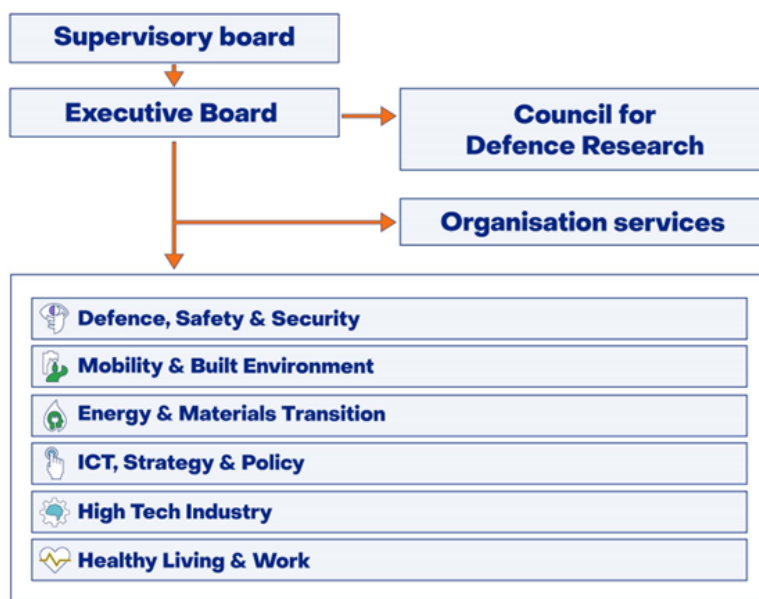 Supervisory board
Executive Board
Council for
Defence Research
Organisation services
Defence, Safety & Security
Mobility & Built Environment
Energy & Materials Transition
ICT, Strategy & Policy
High Tech Industry
Healthy Living & Work